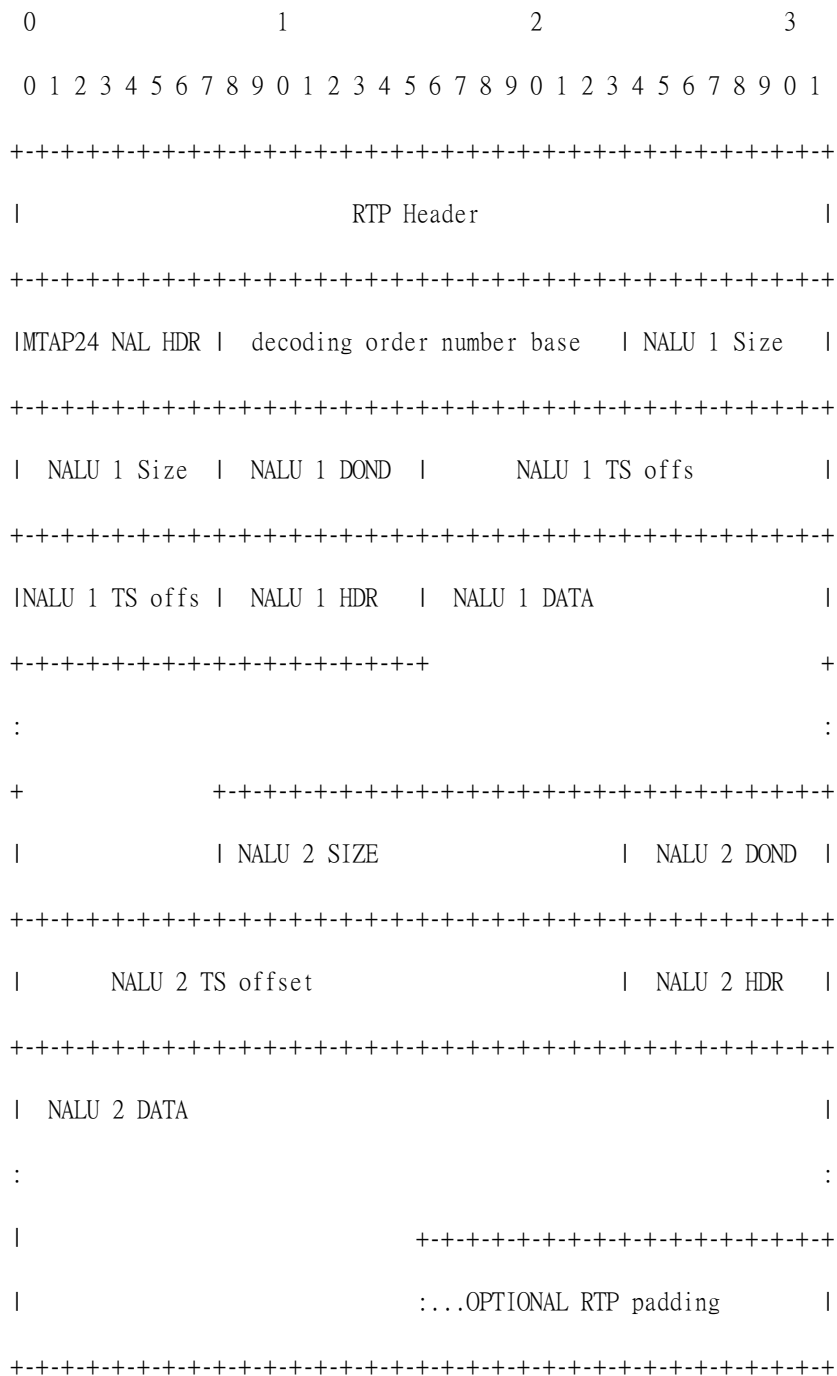 0                   1                   2                   3
0 1 2 3 4 5 6 7 8 9 0 1 2 3 4 5 6 7 8 9 0 1 2 3 4 5 6 7 8 9 0 1
+-+-+-+-+-+-+-+-+-+-+-+-+-+-+-+-+-+-+-+-+-+-+-+-+-+-+-+-+-+-+-+-+
|                          RTP Header                           |
+-+-+-+-+-+-+-+-+-+-+-+-+-+-+-+-+-+-+-+-+-+-+-+-+-+-+-+-+-+-+-+-+
|MTAP24 NAL HDR |  decoding order number base   | NALU 1 Size   |
+-+-+-+-+-+-+-+-+-+-+-+-+-+-+-+-+-+-+-+-+-+-+-+-+-+-+-+-+-+-+-+-+
|  NALU 1 Size  |  NALU 1 DOND  |       NALU 1 TS offs          |
+-+-+-+-+-+-+-+-+-+-+-+-+-+-+-+-+-+-+-+-+-+-+-+-+-+-+-+-+-+-+-+-+
|NALU 1 TS offs |  NALU 1 HDR   |  NALU 1 DATA                  |
+-+-+-+-+-+-+-+-+-+-+-+-+-+-+-+-+                               +
:                                                               :
+               +-+-+-+-+-+-+-+-+-+-+-+-+-+-+-+-+-+-+-+-+-+-+-+-+
|               | NALU 2 SIZE                   |  NALU 2 DOND  |
+-+-+-+-+-+-+-+-+-+-+-+-+-+-+-+-+-+-+-+-+-+-+-+-+-+-+-+-+-+-+-+-+
|       NALU 2 TS offset                        |  NALU 2 HDR   |
+-+-+-+-+-+-+-+-+-+-+-+-+-+-+-+-+-+-+-+-+-+-+-+-+-+-+-+-+-+-+-+-+
|  NALU 2 DATA                                                  |
:                                                               :
|                               +-+-+-+-+-+-+-+-+-+-+-+-+-+-+-+-+
|                               :...OPTIONAL RTP padding        |
+-+-+-+-+-+-+-+-+-+-+-+-+-+-+-+-+-+-+-+-+-+-+-+-+-+-+-+-+-+-+-+-+